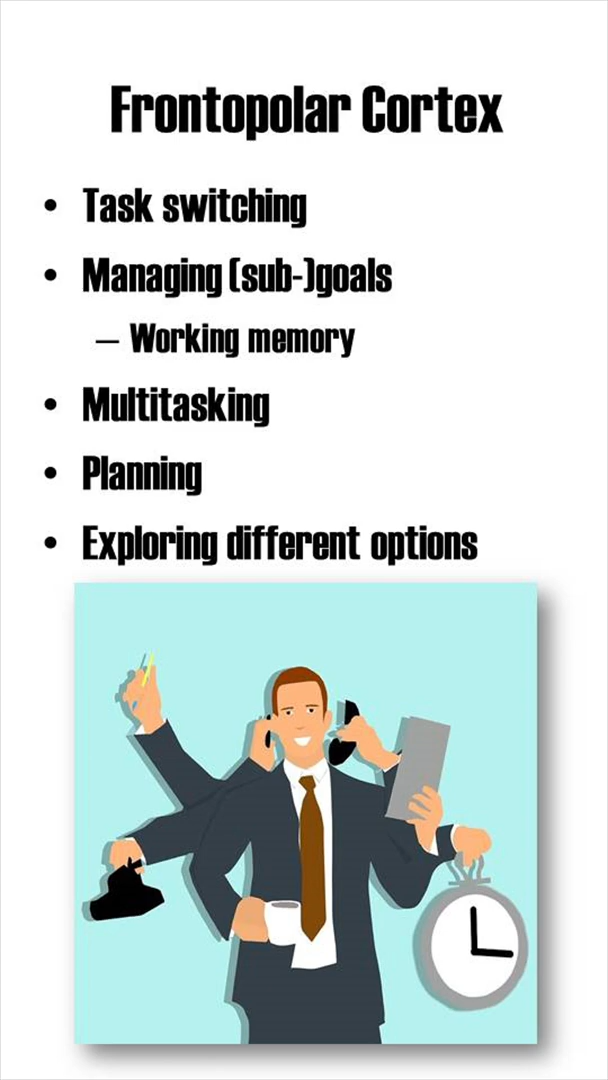 Frontopolar Cortex
• Task switching
• Managing (sub-)goals
– Working memory
• Multitasking
• Planning
• Exploring different options